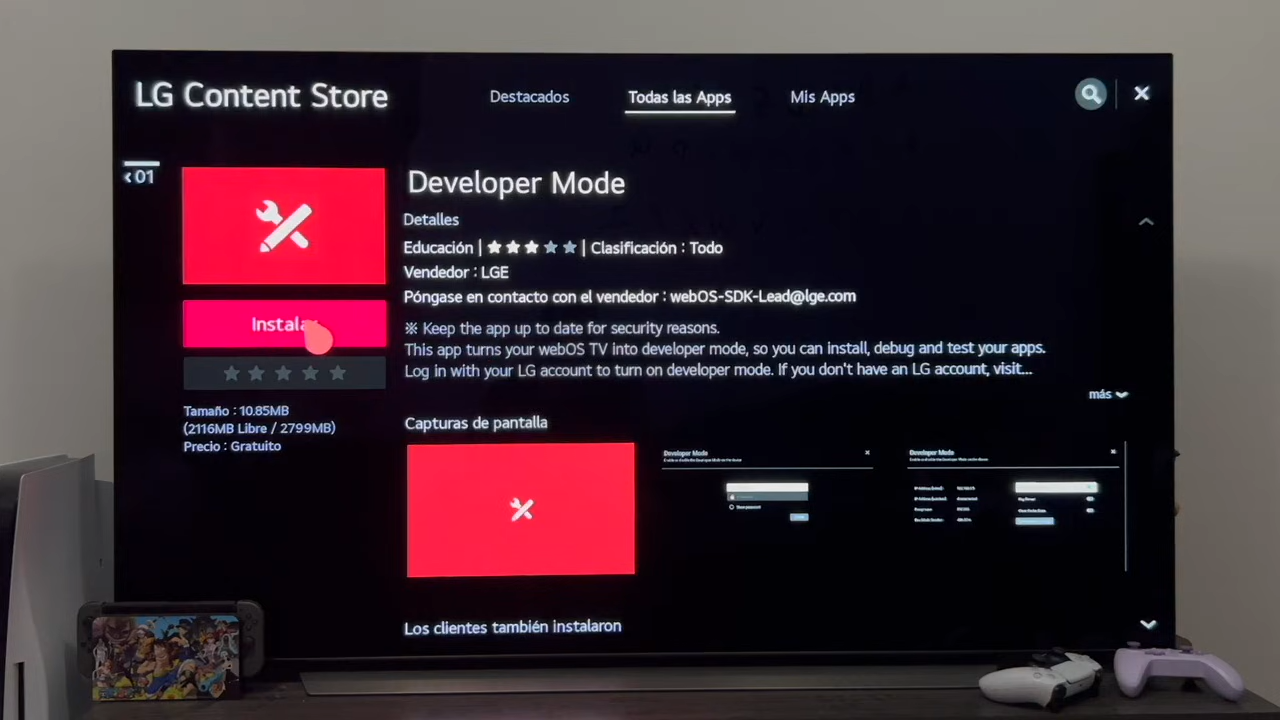 LG Content Store
Destacados
Todas las Apps
Mis Apps
<01
Developer Mode
Detalles
Educación | ★★★★★ | Clasificación : Todo
Vendedor : LGE
Póngase en contacto con el vendedor : webOS-SDK-Lead@lge.com
Instalar
※ Keep the app up to date for security reasons.
This app turns your webOS TV into developer mode, so you can install, debug and test your apps.
Log in with your LG account to turn on developer mode. If you don't have an LG account, visit...
más
Tamaño : 10.85MB
(2116MB Libre / 2799MB)
Precio : Gratuito
Capturas de pantalla
Developer Mode
Developer Mode
Los clientes también instalaron